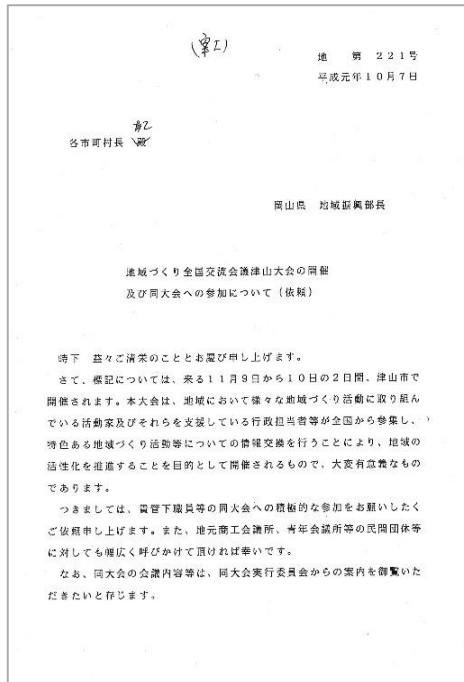 地　第　２２１号
平成元年１０月７日
各市町村長　殿
岡山県　地域振興部長
地域づくり全国交流会議津山大会の開催
及び同大会への参加について（依頼）
時下　益々ご清栄のこととお慶び申し上げます。
さて、標記については、来る１１月９日から１０日の２日間、津山市で
開催されます。本大会は、地域において様々な地域づくり活動に取り組ん
でいる活動家及びそれらを支援している行政担当者等が全国から参集し、
特色ある地域づくり活動等についての情報交換を行うことにより、地域の
活性化を推進することを目的として開催されるもので、大変有意義なもの
であります。
つきましては、貴管下職員等の同大会への積極的な参加をお願いしたく
ご依頼申し上げます。また、地元商工会議所、青年会議所等の民間団体等
に対しても幅広く呼びかけて頂ければ幸いです。
なお、同大会の会議内容等は、同大会実行委員会からの案内を御覧いた
だきたいと存じます。